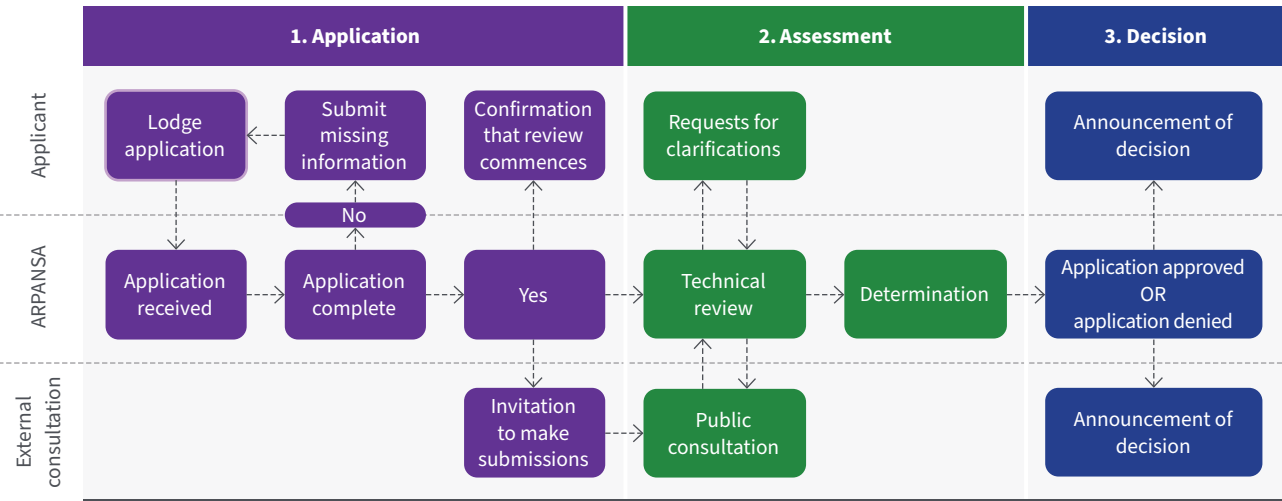 1. Application
2. Assessment
3. Decision
Applicant
Lodge
application
Submit
missing
information
Confirmation
that review
commences
Requests for
clarifications
Announcement of
decision
No
ARPANSA
Application
received
Application
complete
Yes
Technical
review
Determination
Application approved
OR
application denied
External
consultation
Invitation
to make
submissions
Public
consultation
Announcement of
decision